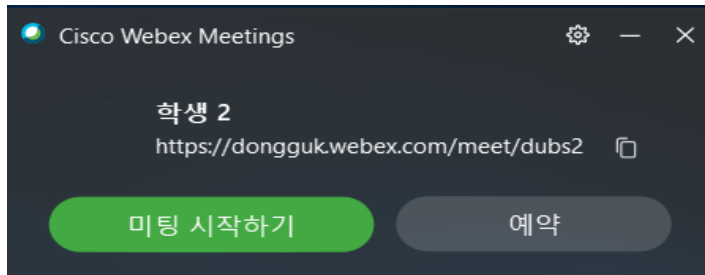 Cisco Webex Meetings
학생 2
https://dongguk.webex.com/meet/dubs2
미팅 시작하기
예약